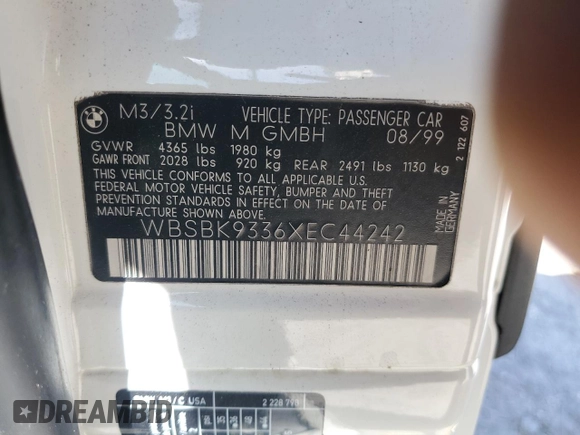 BMW
M3/3.2i VEHICLE TYPE: PASSENGER CAR
BMW M GMBH 08/99
GVWR 4365 lbs 1980 kg
GAWR FRONT 2028 lbs 920 kg REAR 2491 lbs 1130 kg
THIS VEHICLE CONFORMS TO ALL APPLICABLE U.S.
FEDERAL MOTOR VEHICLE SAFETY, BUMPER AND THEFT
PREVENTION STANDARDS IN EFFECT ON THE DATE OF
MANUFACTURE SHOWN ABOVE.
WBSBK9336XEC44242
MADE IN
GERMANY
2 122 607
USA
DREAMBID